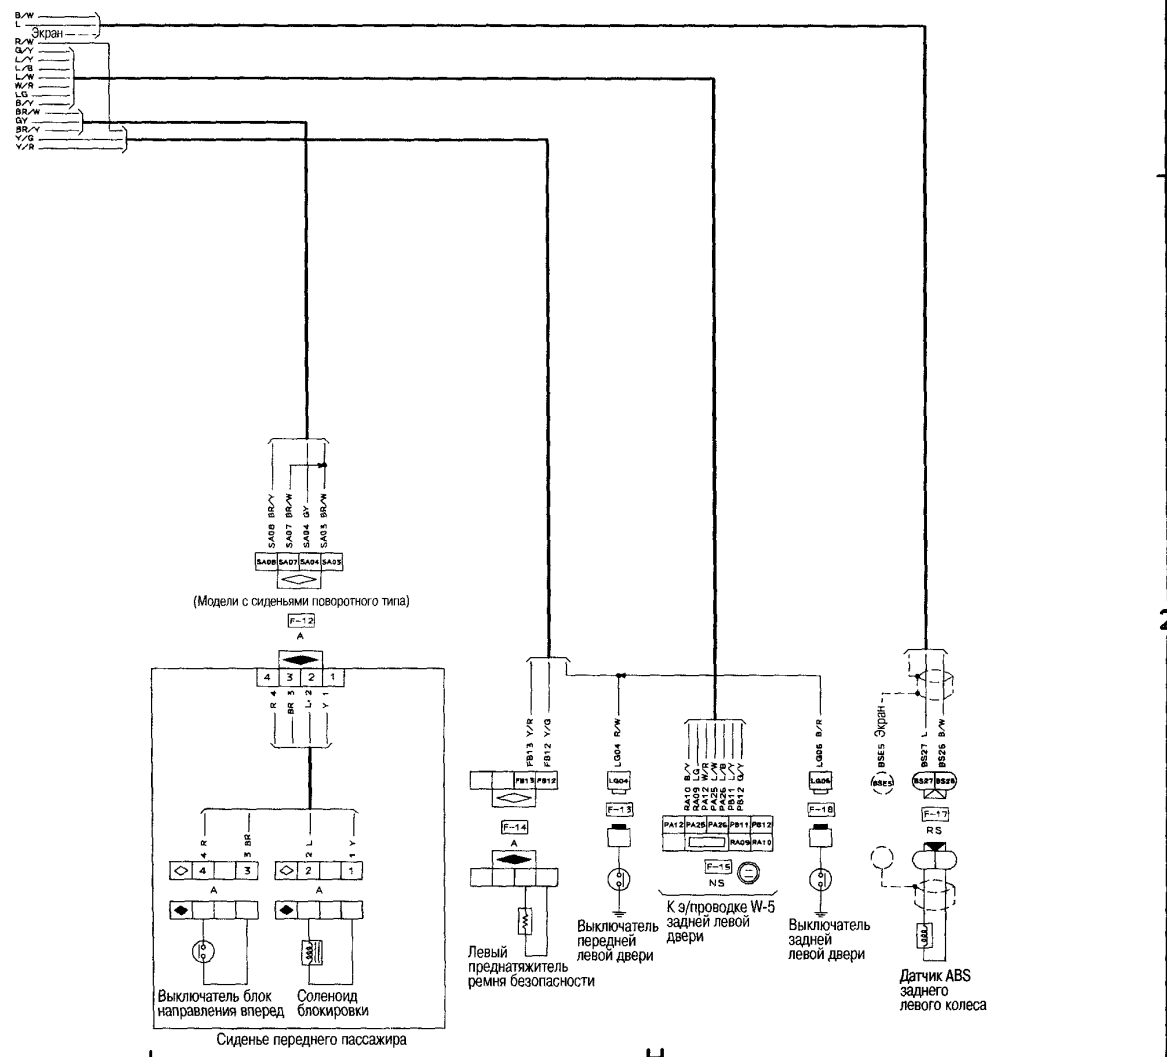 B/W
L
Экран
R/W
G/Y
L/Y
L/B
L/W
W/R
LG
B/Y
BR/W
GY
BR/Y
Y/G
Y/R
SA08 BR/Y
SA07 BR/W
SA04 GY
SA03 BR/W
SA08 SA07 SA04 SA03
(Модели с сиденьями поворотного типа)
F-12
A
4 3 2 1
R 4
BR 3
L 2
Y 1
4 R
3 BR
2 L
1 Y
4 3
2 1
A
A
Выключатель блок
направления вперед
Соленоид
блокировки
Сиденье переднего пассажира
FB13 Y/R
FB12 Y/G
FB13 FB12
F-14
A
Левый
преднатяжитель
ремня безопасности
LG04 R/W
LG04
F-13
Выключатель
передней
левой двери
RA10 B/Y
RA09 LG
PA12 W/R
PA25 L/W
PA26 L/B
PB11 L/Y
PB12 G/Y
PA12 PA25 PA26 PB11 PB12
RA09 RA10
F-15
NS
К э/проводке W-5
задней левой
двери
LG06 B/R
LG06
F-18
Выключатель
задней
левой двери
BSE5 Экран
BS27 L
BS26 B/W
BSE5
BS27 BS26
F-17
RS
Датчик ABS
заднего
левого колеса
2
H